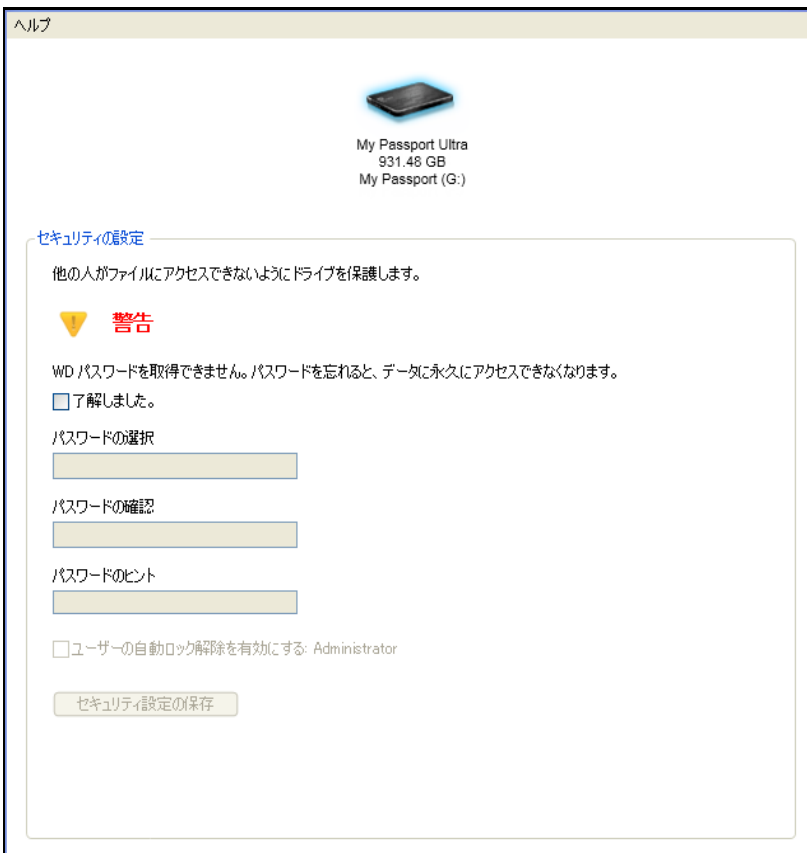 ヘルプ
My Passport Ultra
931.48 GB
My Passport (G:)
セキュリティの設定
他の人がファイルにアクセスできないようにドライブを保護します。
警告
WD パスワードを取得できません。パスワードを忘れると、データに永久にアクセスできなくなります。
了解しました。
パスワードの選択
パスワードの確認
パスワードのヒント
ユーザーの自動ロック解除を有効にする: Administrator
セキュリティ設定の保存